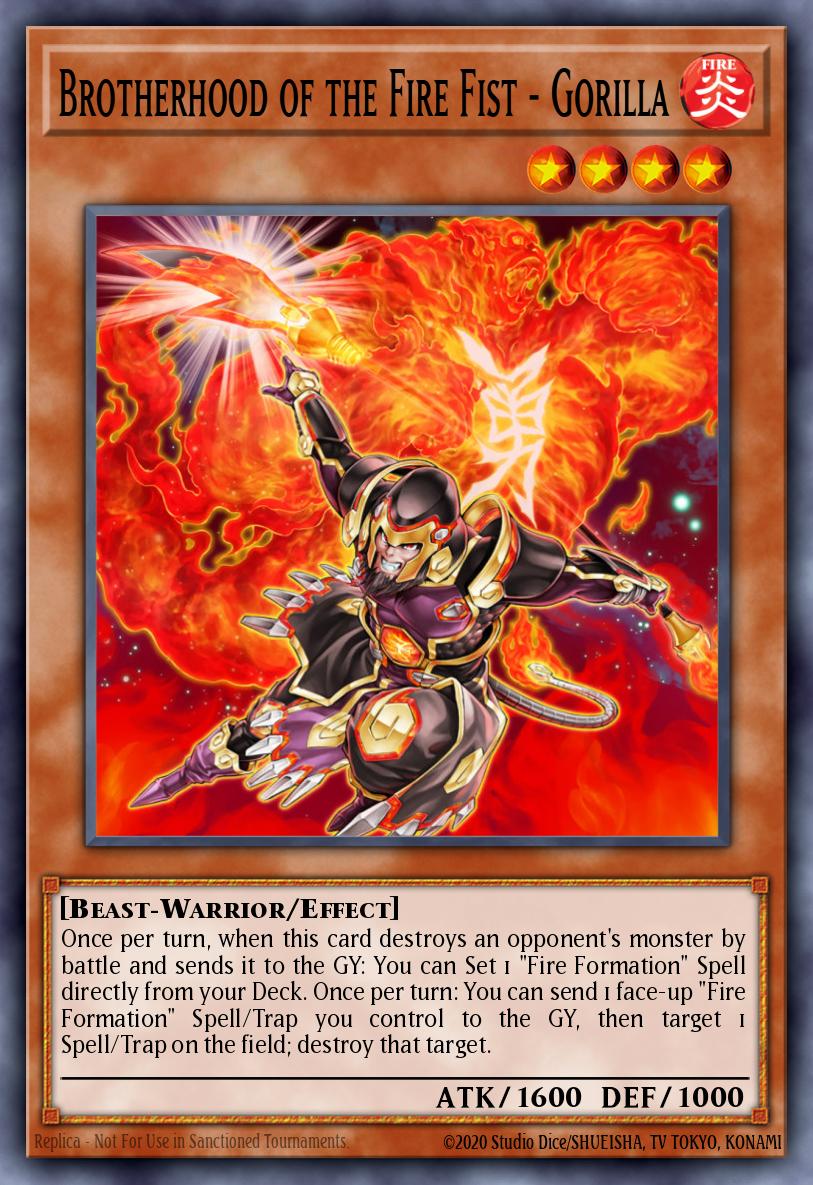 Brotherhood of the Fire Fist - Gorilla
FIRE
炎
勇
[Beast-Warrior/Effect]
Once per turn, when this card destroys an opponent's monster by
battle and sends it to the GY: You can Set 1 "Fire Formation" Spell
directly from your Deck. Once per turn: You can send 1 face-up "Fire
Formation" Spell/Trap you control to the GY, then target 1
Spell/Trap on the field; destroy that target.
ATK/1600 DEF/1000
Replica - Not For Use in Sanctioned Tournaments.
©2020 Studio Dice/SHUEISHA, TV TOKYO, KONAMI